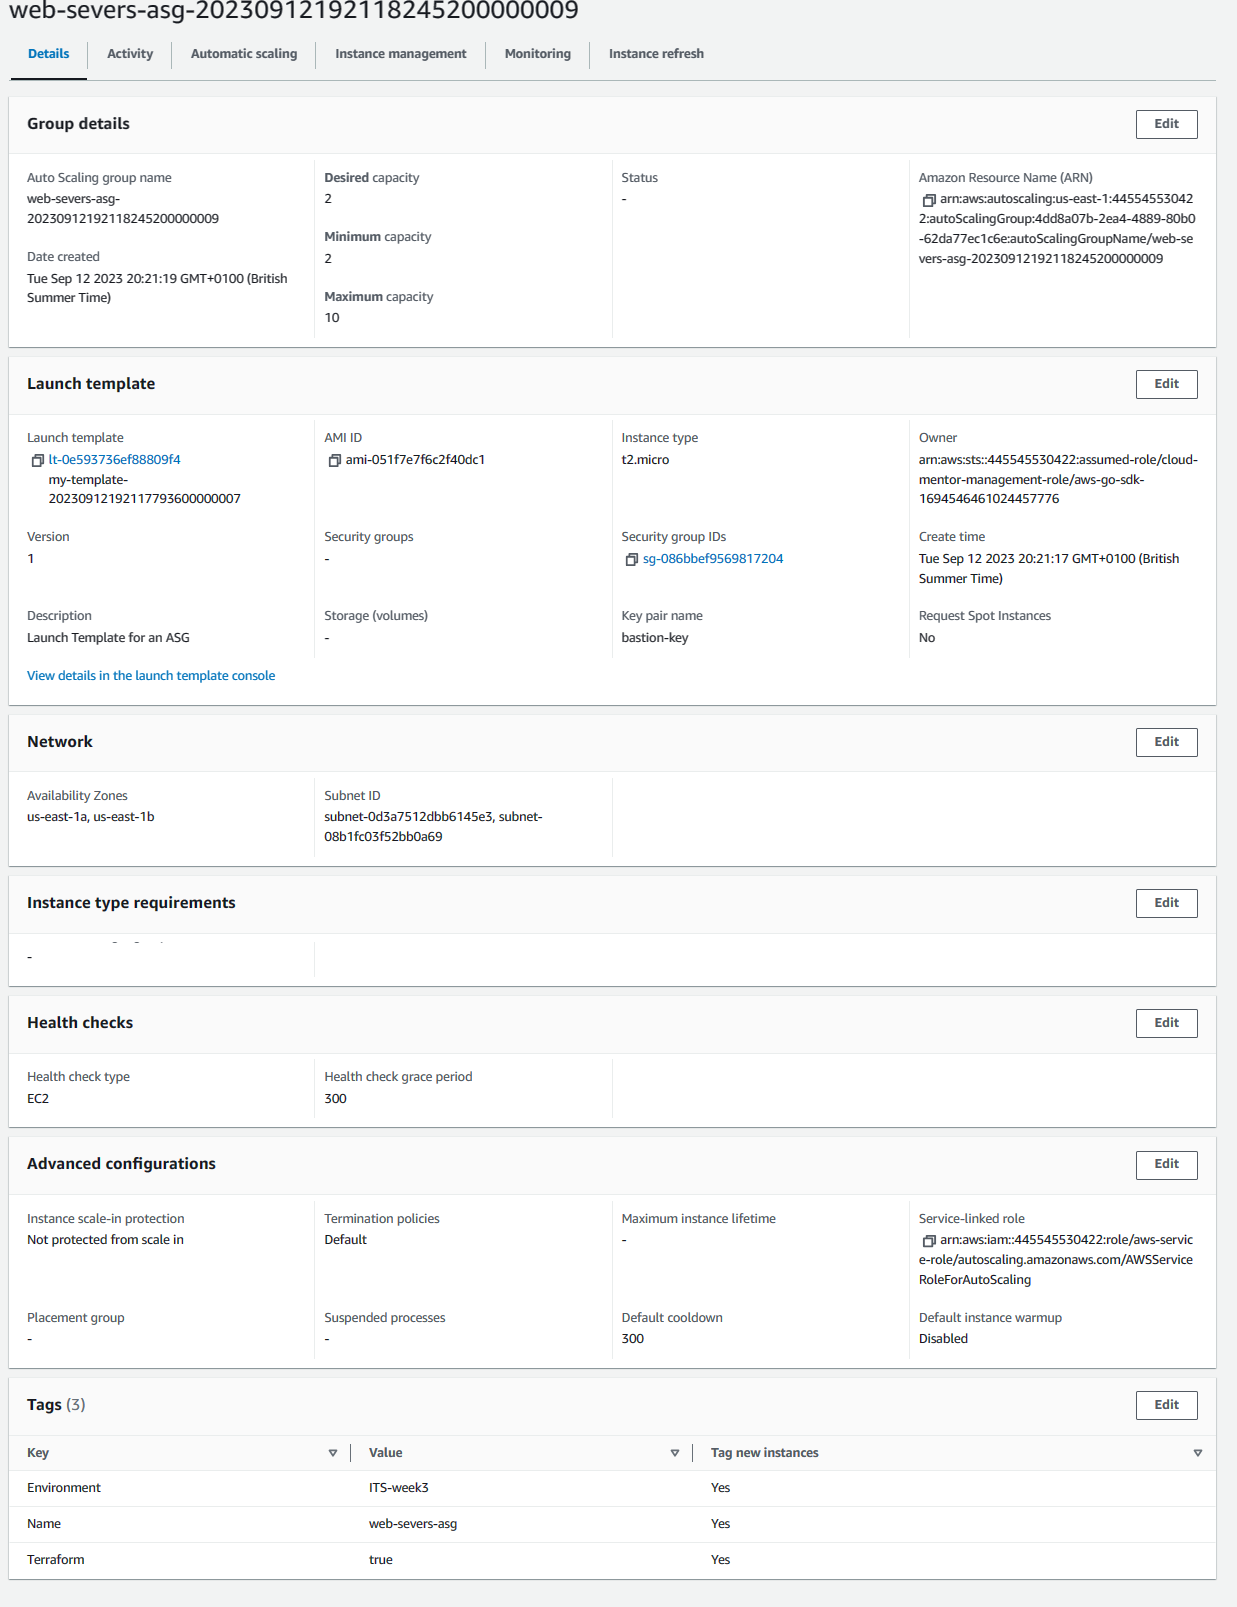 web-severs-asg-20230912192118245200000009
Details
Activity
Automatic scaling
Instance management
Monitoring
Instance refresh
Group details
Edit
Auto Scaling group name
web-severs-asg-
20230912192118245200000009
Date created
Tue Sep 12 2023 20:21:19 GMT+0100 (British
Summer Time)
Desired capacity
2
Minimum capacity
2
Maximum capacity
10
Status
-
Amazon Resource Name (ARN)
arn:aws:autoscaling:us-east-1:44554553042
2:autoScalingGroup:4dd8a07b-2ea4-4889-80b0
-62da77ec1c6e:autoScalingGroupName/web-se
vers-asg-20230912192118245200000009
Launch template
Edit
Launch template
lt-0e593736ef88809f4
my-template-
20230912192117793600000007
AMI ID
ami-051f7e7f6c2f40dc1
Instance type
t2.micro
Owner
arn:aws:sts::445545530422:assumed-role/cloud-
mentor-management-role/aws-go-sdk-
1694546461024457776
Version
1
Security groups
-
Security group IDs
sg-086bbef9569817204
Create time
Tue Sep 12 2023 20:21:17 GMT+0100 (British
Summer Time)
Description
Launch Template for an ASG
Storage (volumes)
-
Key pair name
bastion-key
Request Spot Instances
No
View details in the launch template console
Network
Edit
Availability Zones
us-east-1a, us-east-1b
Subnet ID
subnet-0d3a7512dbb6145e3, subnet-
08b1fc03f52bb0a69
Instance type requirements
Edit
-
Health checks
Edit
Health check type
EC2
Health check grace period
300
Advanced configurations
Edit
Instance scale-in protection
Not protected from scale in
Termination policies
Default
Maximum instance lifetime
-
Service-linked role
arn:aws:iam::445545530422:role/aws-servic
e-role/autoscaling.amazonaws.com/AWSService
RoleForAutoScaling
Placement group
-
Suspended processes
-
Default cooldown
300
Default instance warmup
Disabled
Tags (3)
Edit
Key
Value
Tag new instances
Environment
ITS-week3
Yes
Name
web-severs-asg
Yes
Terraform
true
Yes